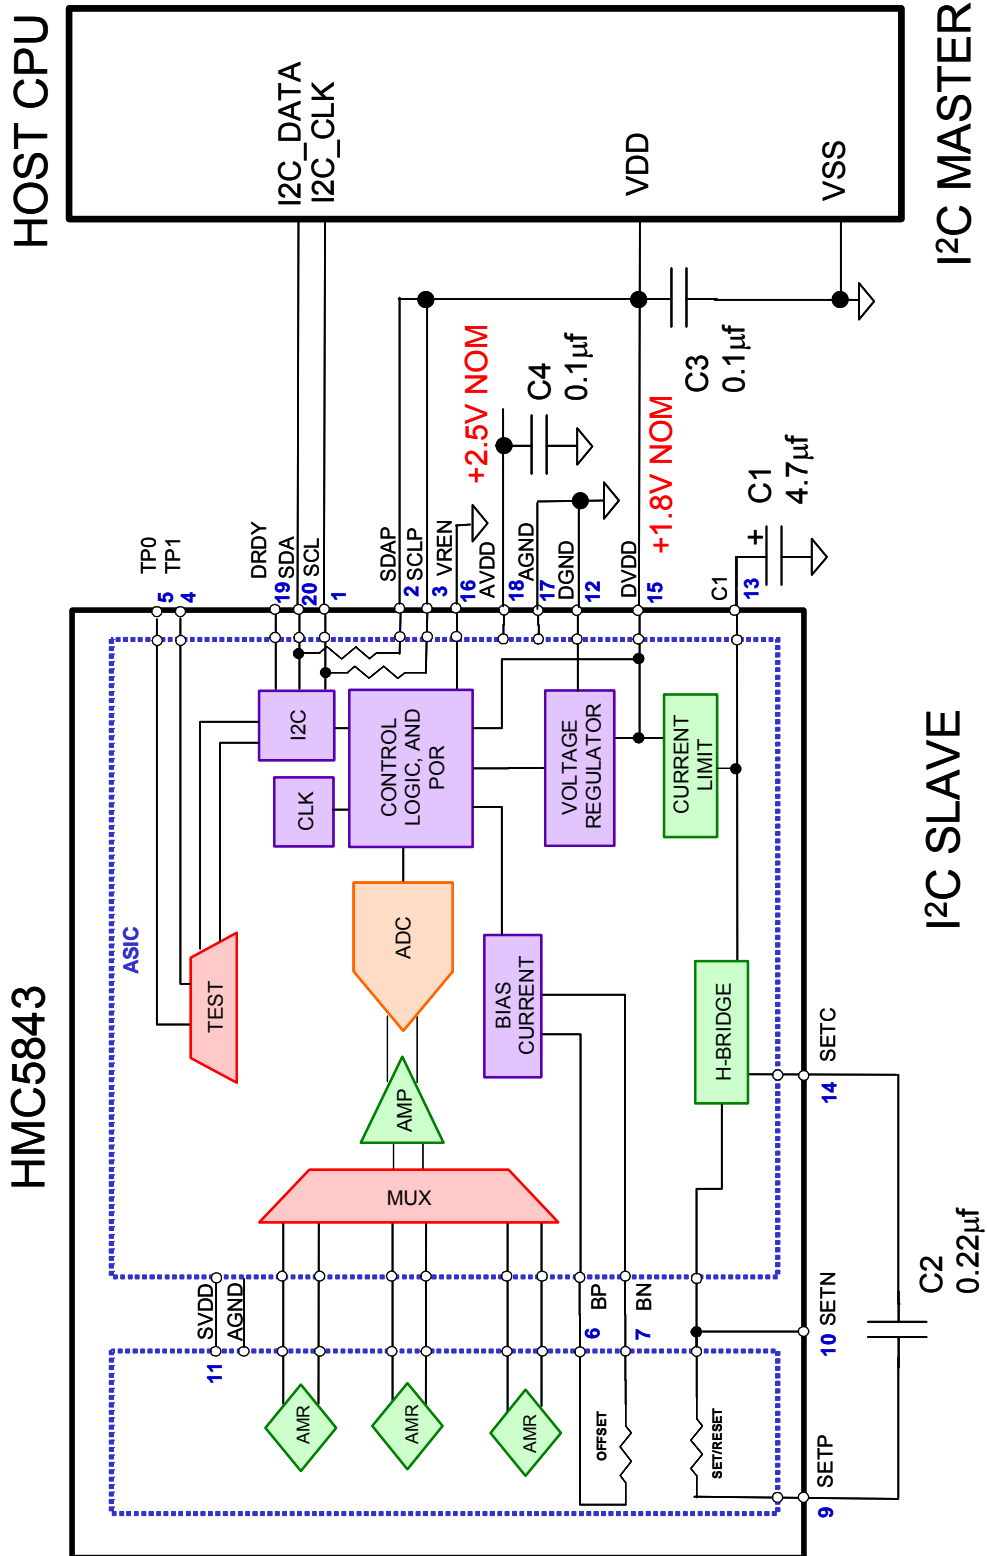 HMC5843
HOST CPU
I2C SLAVE
I2C MASTER
ASIC
SVDD
AGND
11
AMR
AMR
AMR
OFFSET
SET/RESET
BP
6
BN
7
MUX
AMP
ADC
TEST
BIAS
CURRENT
CLK
I2C
CONTROL
LOGIC, AND
POR
VOLTAGE
REGULATOR
CURRENT
LIMIT
H-BRIDGE
SETP
9
SETN
10
SETC
14
C2
0.22µf
TP0
5
TP1
4
DRDY
19
SDA
20
SCL
1
SDAP
2
SCLP
3
VREN
16
AVDD
18
AGND
17
DGND
12
DVDD
15
C1
13
+2.5V NOM
C4
0.1µf
+1.8V NOM
C3
0.1µf
+
C1
4.7µf
I2C_DATA
I2C_CLK
VDD
VSS